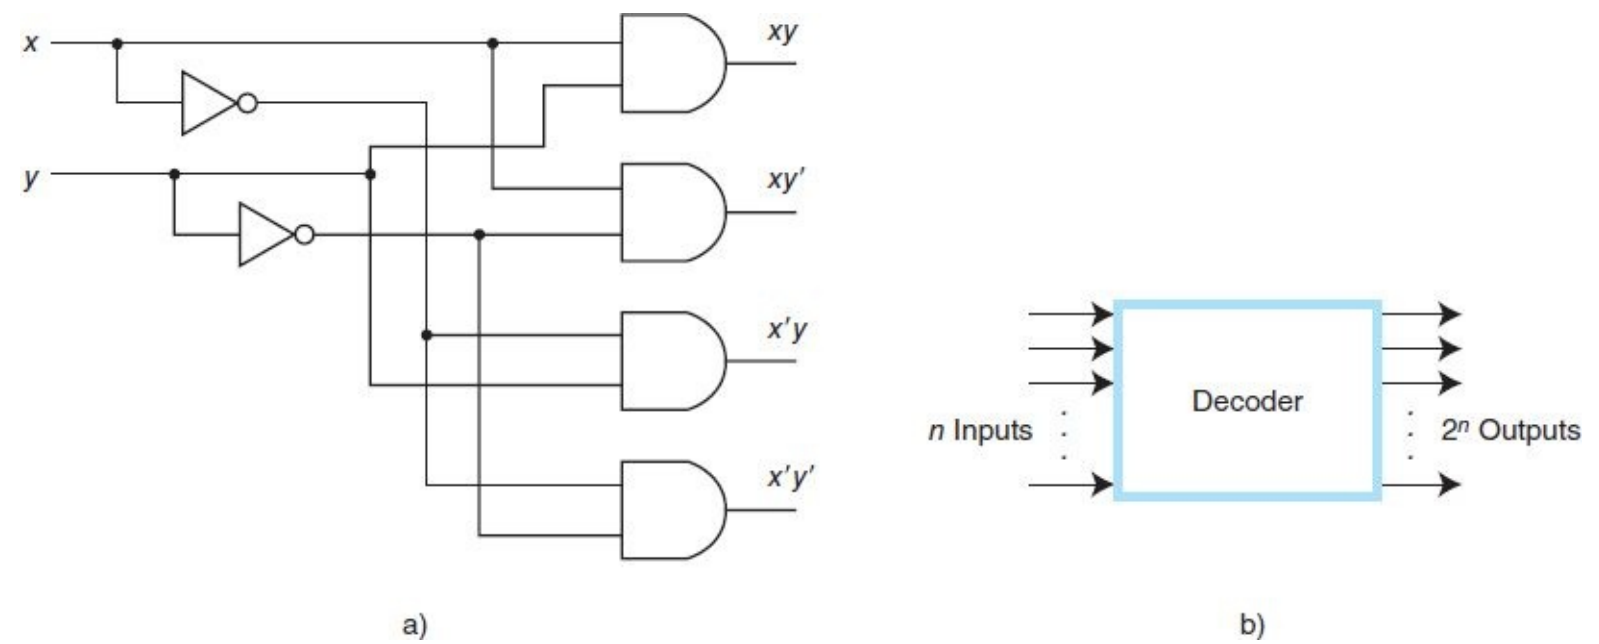 x
y
xy
xy′
x′y
x′y′
a)
n Inputs
Decoder
2ⁿ Outputs
b)